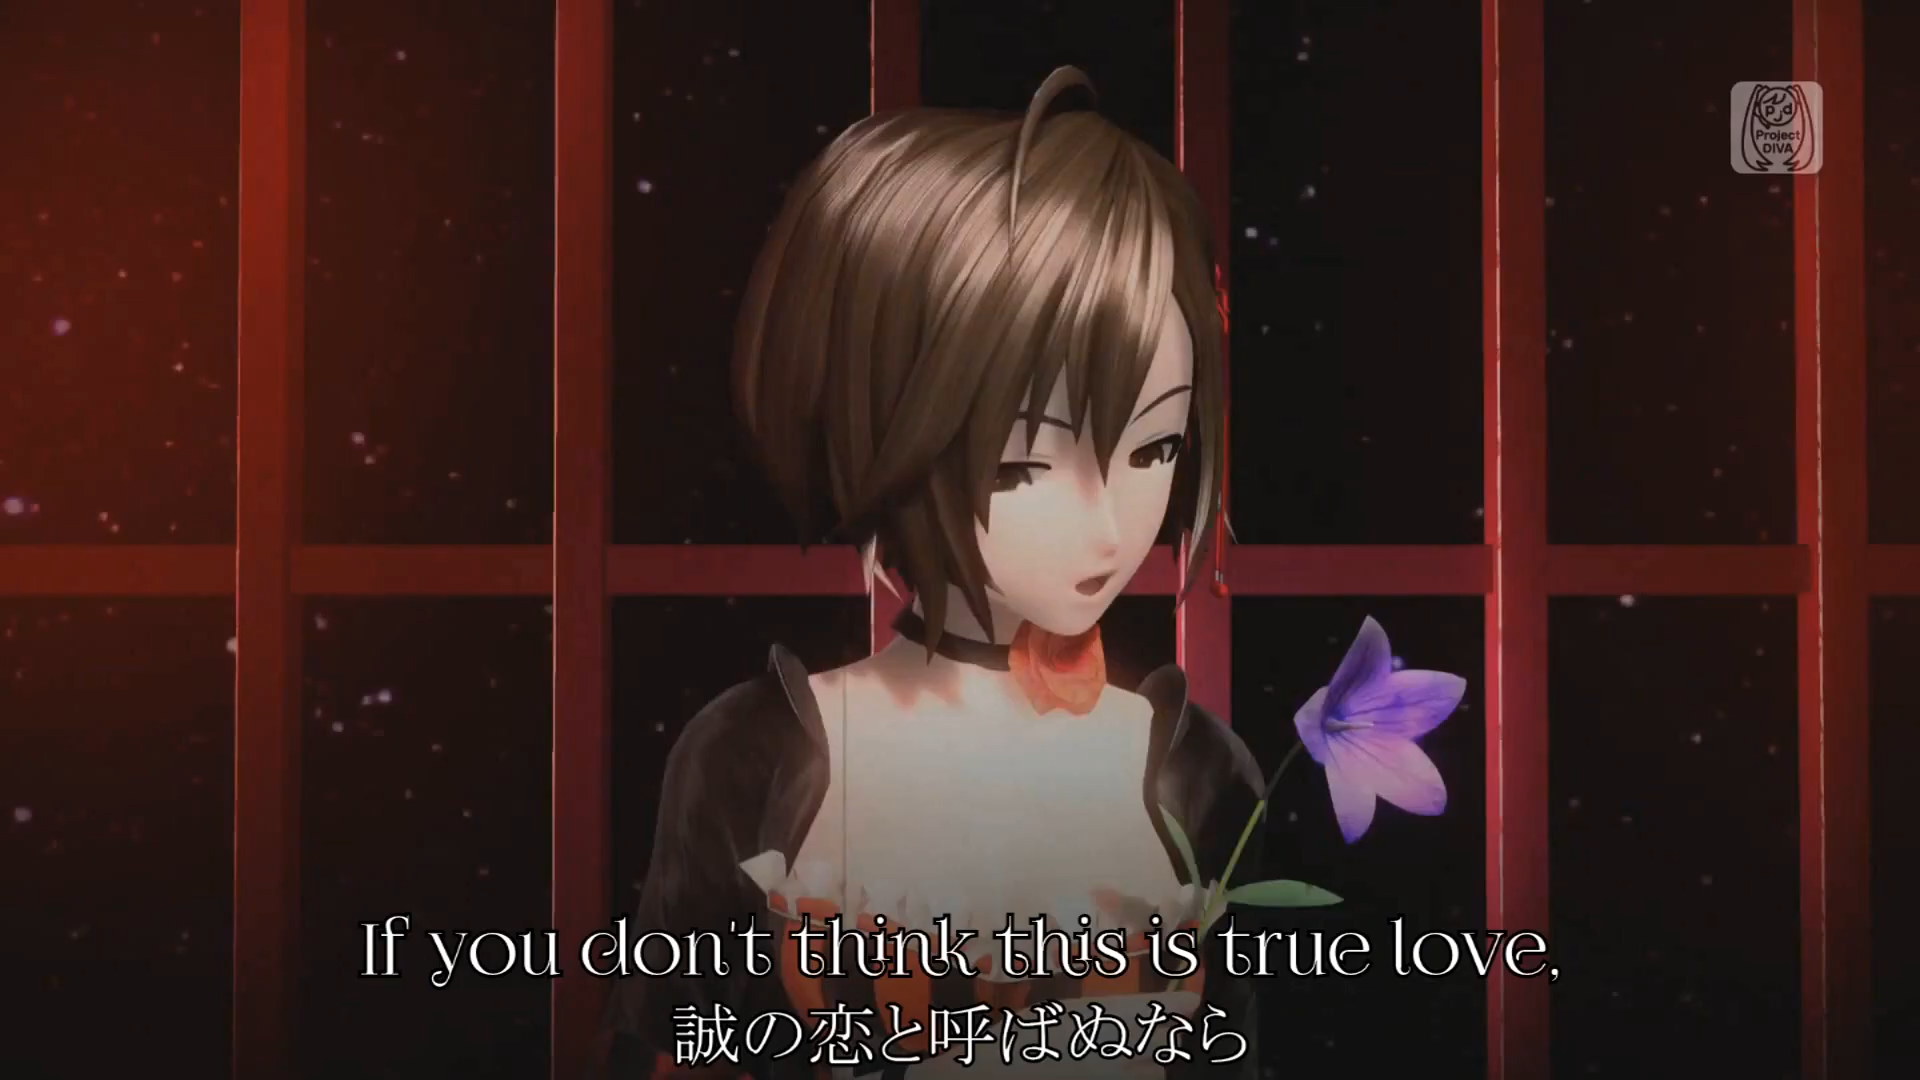 PJd
Project
DIVA
If you don't think this is true love,
誠の恋と呼ばぬなら